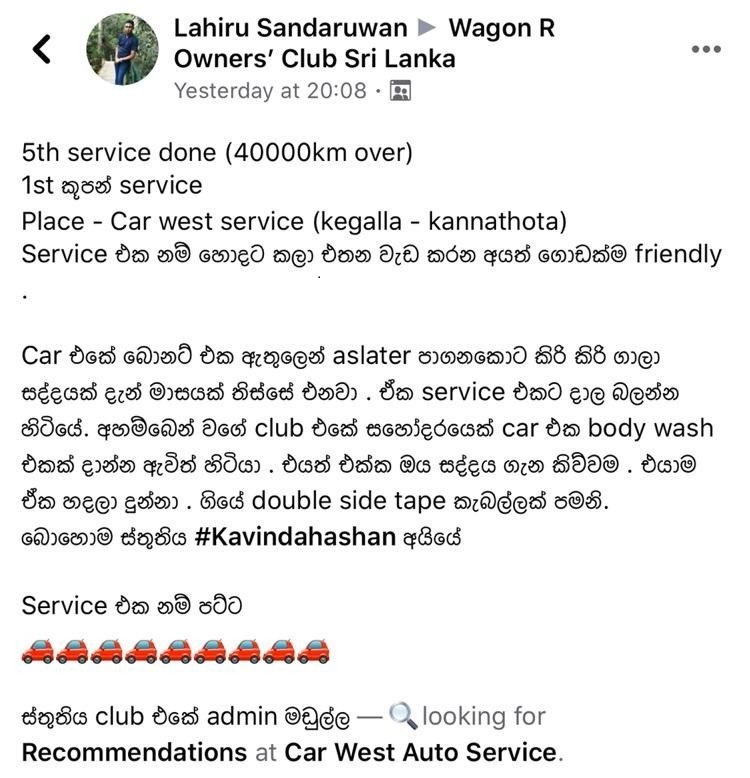 Lahiru Sandaruwan ▶ Wagon R
Owners’ Club Sri Lanka
Yesterday at 20:08 ·
5th service done (40000km over)
1st කූපන් service
Place - Car west service (kegalla - kannathota)
Service එක නම් හොදට කලා එතන වැඩ කරන අයත් ගොඩක්ම friendly
.
Car එකේ බොනට් එක ඇතුලෙන් aslater පාගනකොට කිරි කිරි ගාලා
සද්දයක් දැන් මාසයක් තිස්සේ එනවා . ඒක service එකට දාල බලන්න
හිටියේ. අහම්බෙන් වගේ club එකේ සහෝදරයෙක් car එක body wash
එකක් දාන්න ඇවිත් හිටියා . එයත් එක්ක ඔය සද්දය ගැන කිව්වම . එයාම
ඒක හදලා දුන්නා . ගියේ double side tape කැබල්ලක් පමනි.
බොහොම ස්තූතිය #Kavindahashan අයියේ
Service එක නම් පට්ට
🚗🚗🚗🚗🚗🚗🚗🚗🚗
ස්තූතිය club එකේ admin මඩුල්ල — 🔍 looking for
Recommendations at Car West Auto Service.